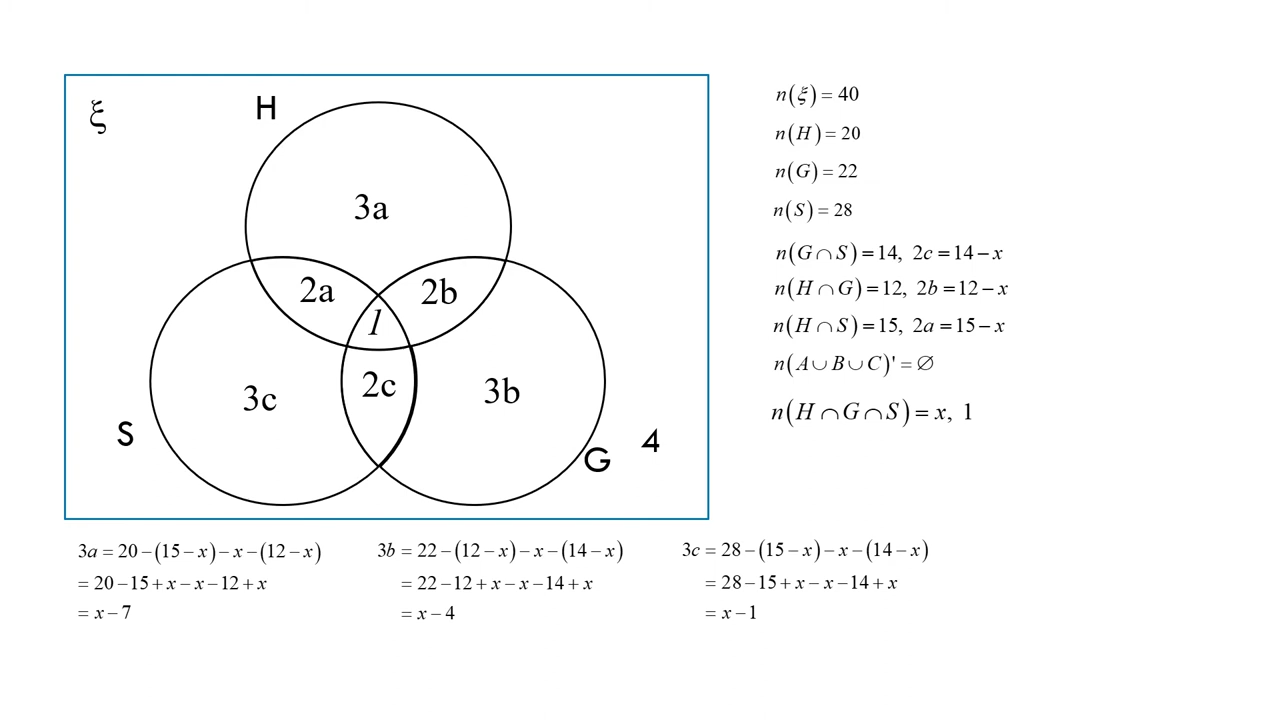 ξ
H
3a
2a
2b
1
3c
2c
3b
S
G
4
n(ξ) = 40
n(H) = 20
n(G) = 22
n(S) = 28
n(G∩S) = 14, 2c = 14 − x
n(H∩G) = 12, 2b = 12 − x
n(H∩S) = 15, 2a = 15 − x
n(A∪B∪C)' = ∅
n(H∩G∩S) = x, 1
3a = 20 − (15 − x) − x − (12 − x)
= 20 − 15 + x − x − 12 + x
= x − 7
3b = 22 − (12 − x) − x − (14 − x)
= 22 − 12 + x − x − 14 + x
= x − 4
3c = 28 − (15 − x) − x − (14 − x)
= 28 − 15 + x − x − 14 + x
= x − 1